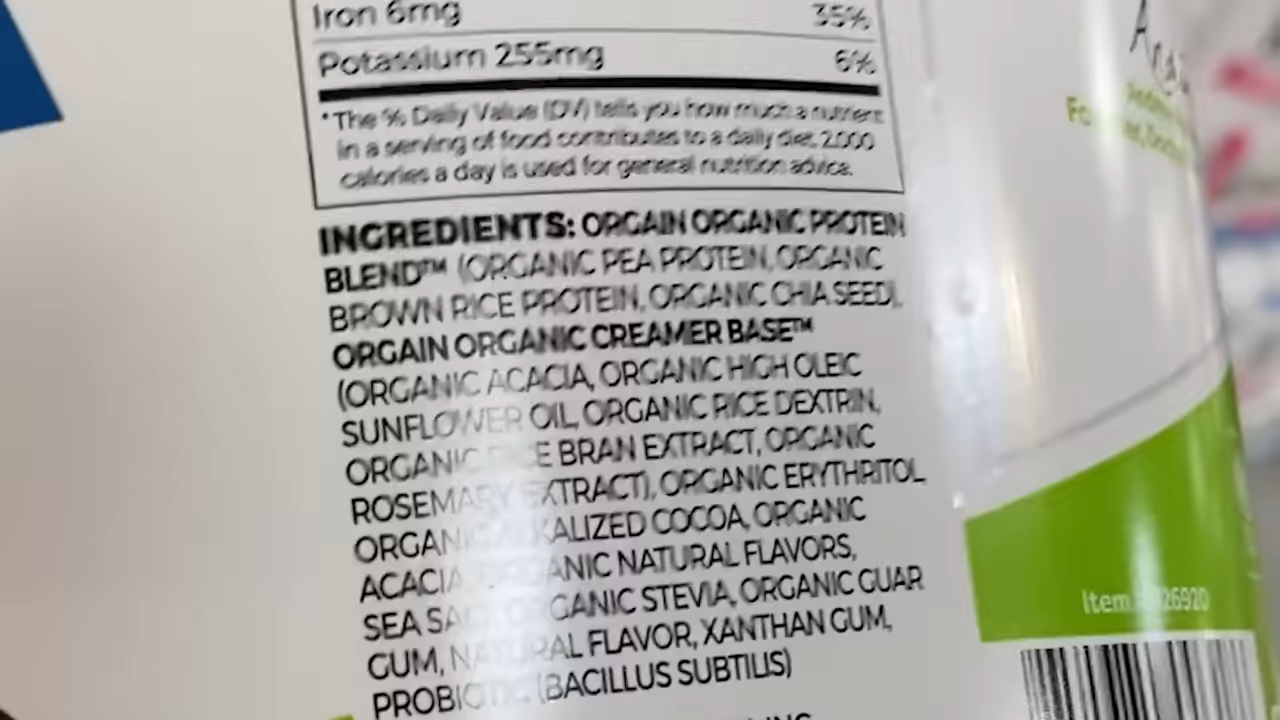 Iron 6mg 35%
Potassium 255mg 6%
*The % Daily Value (DV) tells you how much a nutrient
in a serving of food contributes to a daily diet. 2,000
calories a day is used for general nutrition advice.
INGREDIENTS: ORGAIN ORGANIC PROTEIN
BLEND™ (ORGANIC PEA PROTEIN, ORGANIC
BROWN RICE PROTEIN, ORGANIC CHIA SEED),
ORGAIN ORGANIC CREAMER BASE™
(ORGANIC ACACIA, ORGANIC HIGH OLEIC
SUNFLOWER OIL, ORGANIC RICE DEXTRIN,
ORGANIC RICE BRAN EXTRACT, ORGANIC
ROSEMARY EXTRACT), ORGANIC ERYTHRITOL,
ORGANIC ALKALIZED COCOA, ORGANIC
ACACIA, ORGANIC NATURAL FLAVORS,
SEA SALT, ORGANIC STEVIA, ORGANIC GUAR
GUM, NATURAL FLAVOR, XANTHAN GUM,
PROBIOTIC (BACILLUS SUBTILIS)
Item